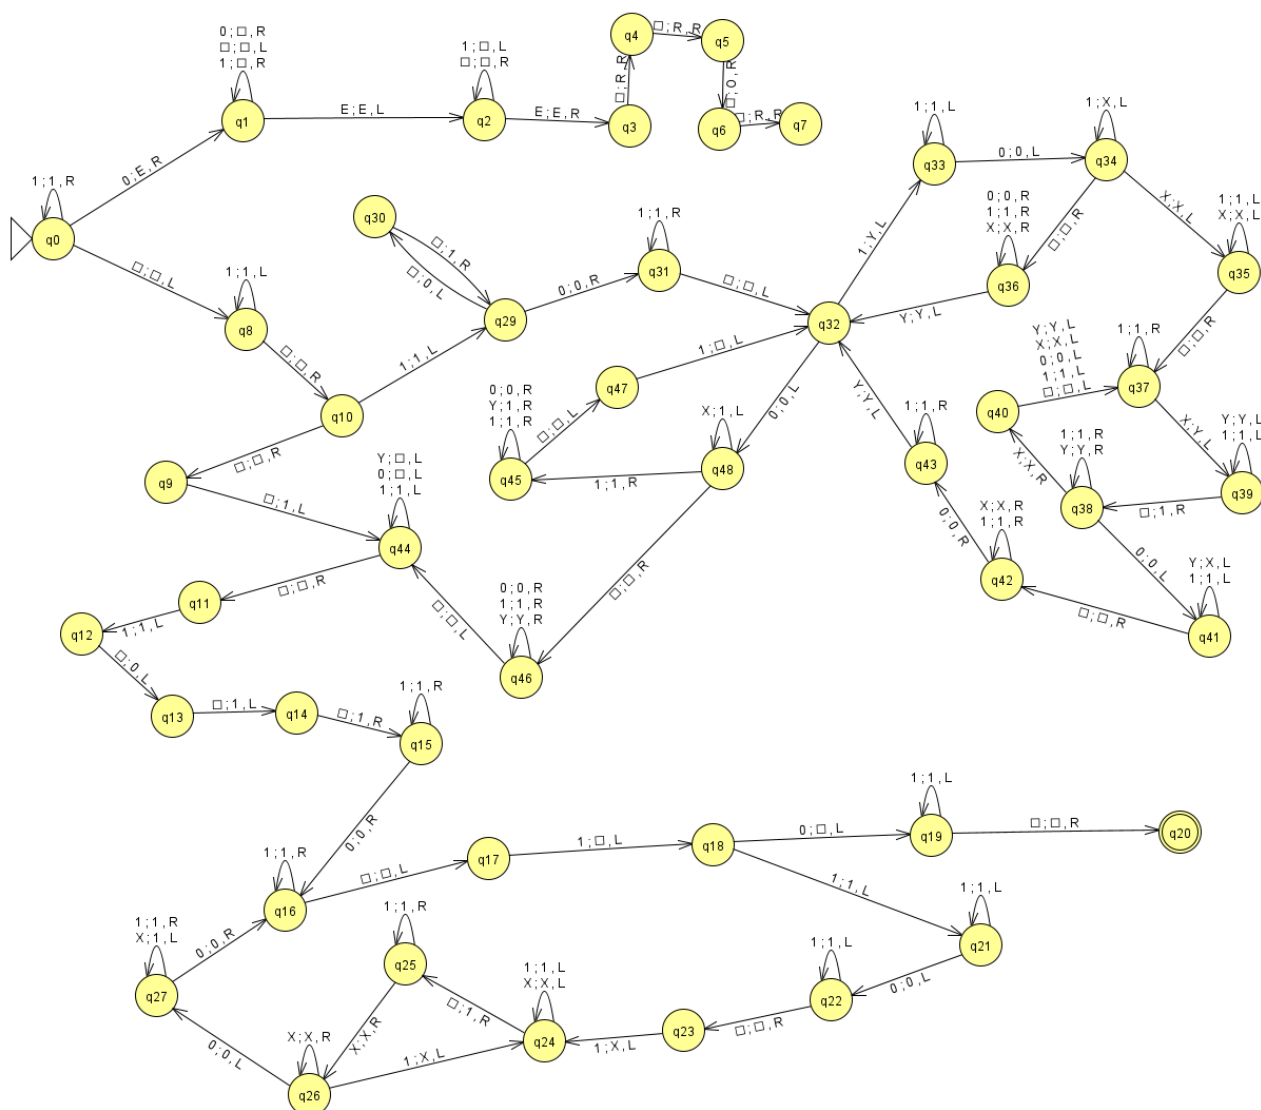 q4
□;R,R
q5
0;□,R
□;□,L
1;□,R
1;□,L
□;□,R
□;R,R
□;0,R
q1
E;E,L
q2
E;E,R
q3
q6
□;R,R
q7
1;1,L
1;X,L
q33
0;0,L
q34
1;1,R
0;E,R
q0
q30
□;1,R
□;0,L
1;1,R
1;Y,L
0;0,R
1;1,R
X;X,R
□;□,R
X;X,L
1;1,L
X;X,L
q35
□;□,L
1;1,L
q8
q31
0;0,R
□;□,L
q29
q32
q36
Y;Y,L
□;□,R
□;□,R
1;1,L
q10
1;□,L
q47
0;0,L
Y;Y,L
Y;Y,L
X;X,L
0;0,L
1;1,L
□;□,L
1;1,R
q37
q40
X;Y,L
Y;Y,L
1;1,L
□;□,R
q9
0;0,R
Y;1,R
1;1,R
□;□,L
X;1,L
1;1,R
q45
q48
1;1,R
q43
X;X,R
1;1,R
Y;Y,R
q38
□;1,R
q39
□;1,L
Y;□,L
0;□,L
1;1,L
q44
0;0,R
0;0,L
X;X,R
1;1,R
q42
Y;X,L
1;1,L
□;□,R
q41
□;□,R
q11
1;1,L
q12
□;□,L
0;0,R
1;1,R
Y;Y,R
□;□,R
q46
□;0,L
q13
□;1,L
q14
□;1,R
1;1,R
q15
0;0,R
1;1,R
q16
□;□,L
q17
1;□,L
q18
0;□,L
1;1,L
q19
□;□,R
q20
1;1,L
1;1,L
q21
0;0,L
1;1,R
X;1,L
q27
0;0,R
1;1,R
q25
□;1,R
X;X,R
1;1,L
X;X,L
q24
1;X,L
q23
□;□,R
1;1,L
q22
0;0,L
X;X,R
q26
1;X,L